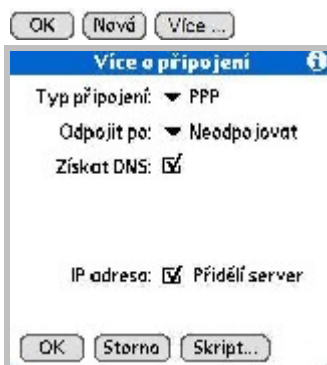 OK Nová Více ...
Více o připojení
Typ připojení: PPP
Odpojit po: Neodpojovat
Získat DNS:
IP adresa: Přidělí server
OK Storno Skript...